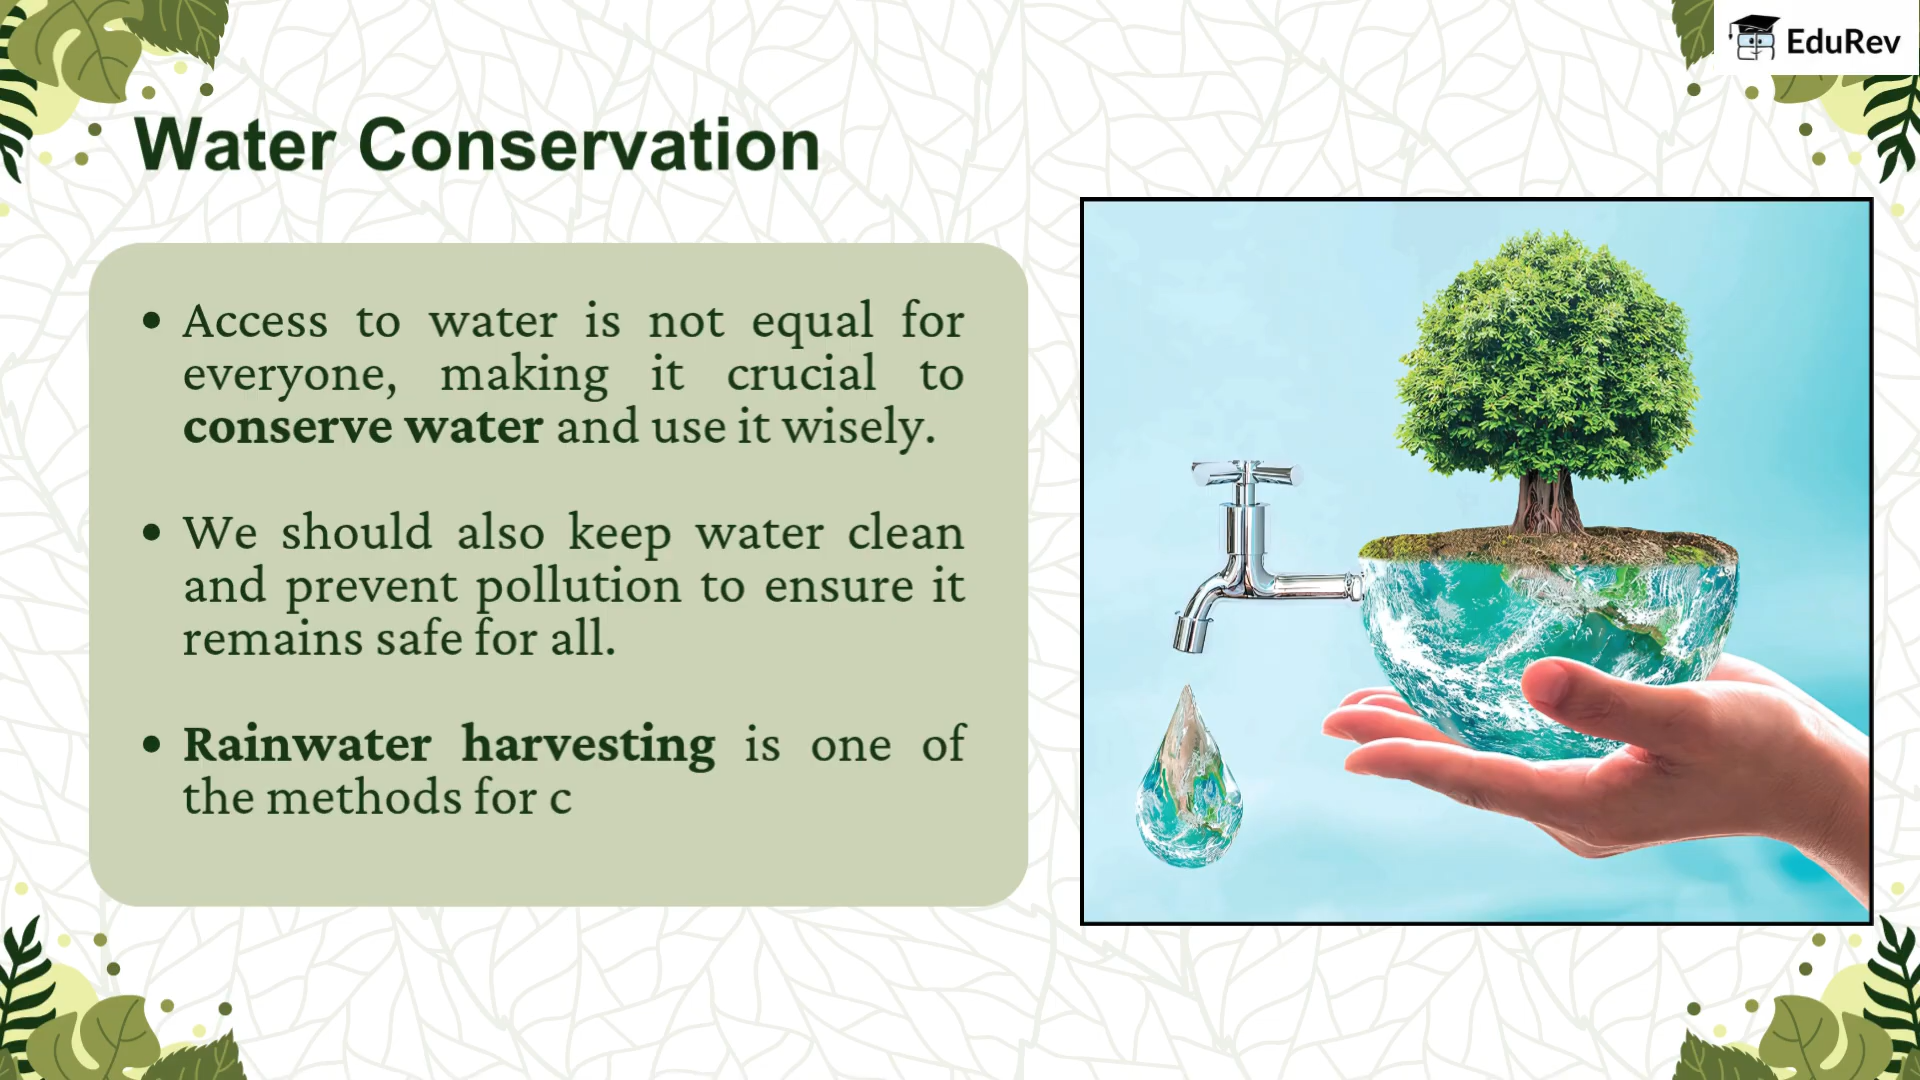 EduRev
Water Conservation
• Access to water is not equal for
everyone, making it crucial to
conserve water and use it wisely.
• We should also keep water clean
and prevent pollution to ensure it
remains safe for all.
• Rainwater harvesting is one of
the methods for c